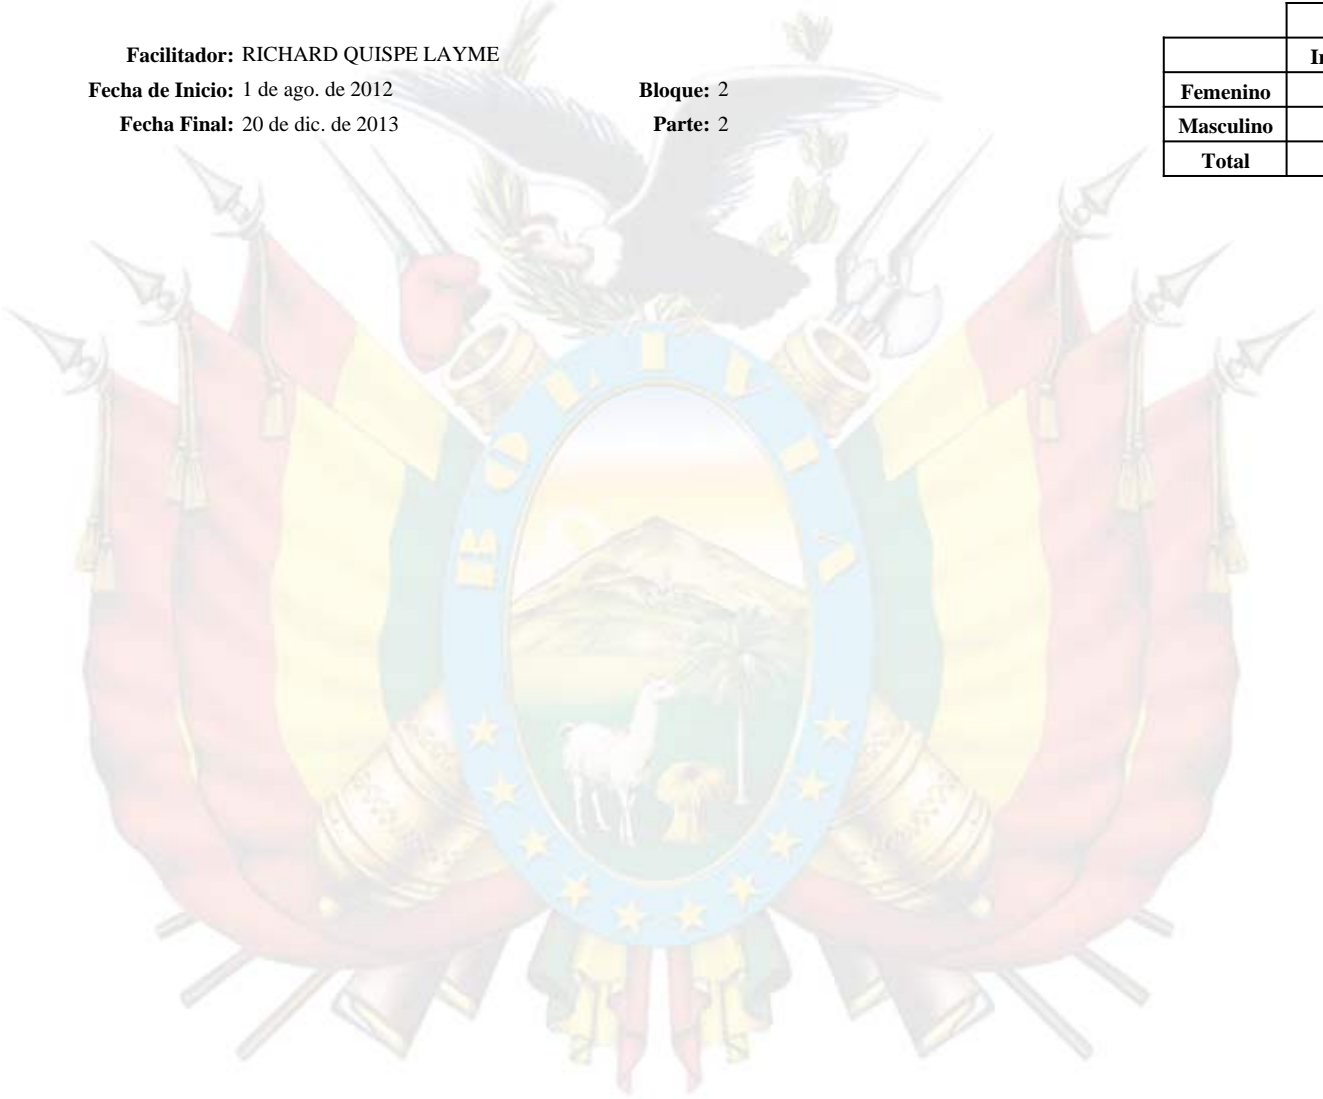 Facilitador: RICHARD QUISPE LAYME
Fecha de Inicio: 1 de ago. de 2012 Bloque: 2
Fecha Final: 20 de dic. de 2013 Parte: 2
Femenino
Masculino
Total
BOLIVIA